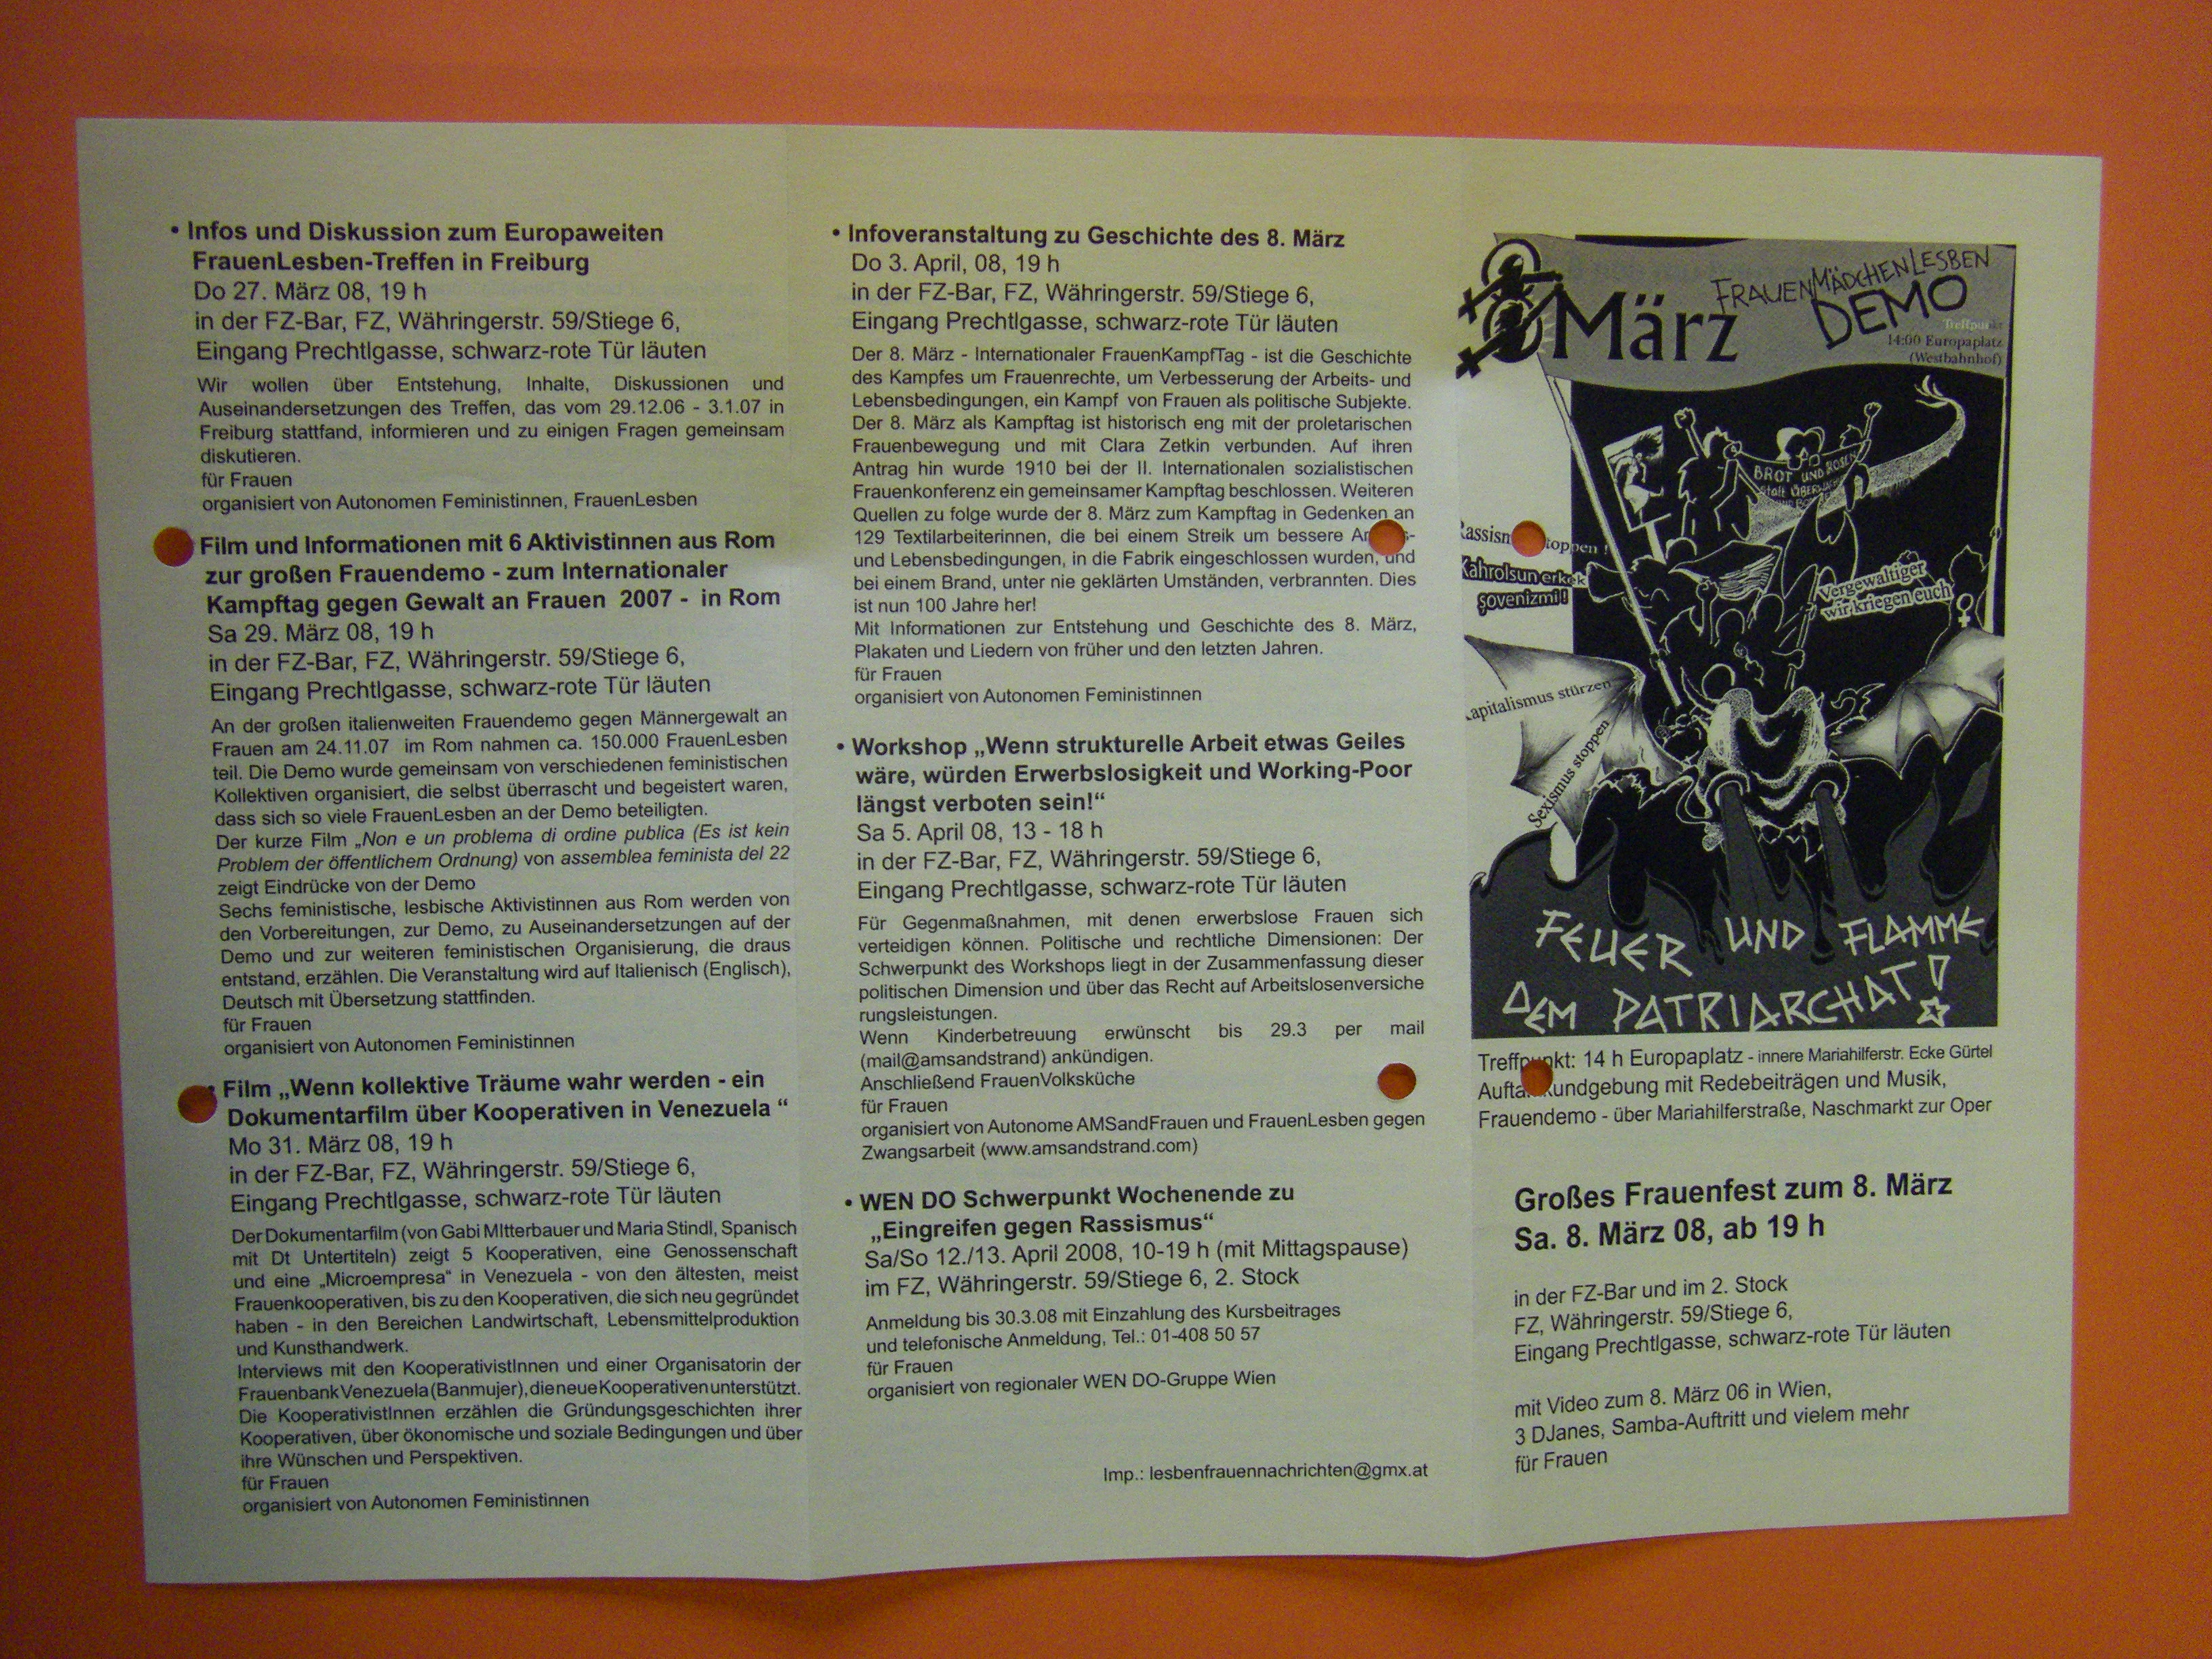 • Infos und Diskussion zum Europaweiten
FrauenLesben-Treffen in Freiburg
Do 27. März 08, 19 h
in der FZ-Bar, FZ, Währingerstr. 59/Stiege 6,
Eingang Prechtlgasse, schwarz-rote Tür läuten
Wir wollen über Entstehung, Inhalte, Diskussionen und
Auseinandersetzungen des Treffen, das vom 29.12.06 - 3.1.07 in
Freiburg stattfand, informieren und zu einigen Fragen gemeinsam
diskutieren.
für Frauen
organisiert von Autonomen Feministinnen, FrauenLesben
Film und Informationen mit 6 Aktivistinnen aus Rom
zur großen Frauendemo - zum Internationaler
Kampftag gegen Gewalt an Frauen 2007 - in Rom
Sa 29. März 08, 19 h
in der FZ-Bar, FZ, Währingerstr. 59/Stiege 6,
Eingang Prechtlgasse, schwarz-rote Tür läuten
An der großen italienweiten Frauendemo gegen Männergewalt an
Frauen am 24.11.07 im Rom nahmen ca. 150.000 FrauenLesben
teil. Die Demo wurde gemeinsam von verschiedenen feministischen
Kollektiven organisiert, die selbst überrascht und begeistert waren,
dass sich so viele FrauenLesben an der Demo beteiligten.
Der kurze Film „Non e un problema di ordine publica (Es ist kein
Problem der öffentlichem Ordnung) von assemblea feminista del 22
zeigt Eindrücke von der Demo
Sechs feministische, lesbische Aktivistinnen aus Rom werden von
den Vorbereitungen, zur Demo, zu Auseinandersetzungen auf der
Demo und zur weiteren feministischen Organisierung, die draus
entstand, erzählen. Die Veranstaltung wird auf Italienisch (Englisch),
Deutsch mit Übersetzung stattfinden.
für Frauen
organisiert von Autonomen Feministinnen
• Film „Wenn kollektive Träume wahr werden - ein
Dokumentarfilm über Kooperativen in Venezuela “
Mo 31. März 08, 19 h
in der FZ-Bar, FZ, Währingerstr. 59/Stiege 6,
Eingang Prechtlgasse, schwarz-rote Tür läuten
Der Dokumentarfilm (von Gabi MItterbauer und Maria Stindl, Spanisch
mit Dt Untertiteln) zeigt 5 Kooperativen, eine Genossenschaft
und eine „Microempresa“ in Venezuela - von den ältesten, meist
Frauenkooperativen, bis zu den Kooperativen, die sich neu gegründet
haben - in den Bereichen Landwirtschaft, Lebensmittelproduktion
und Kunsthandwerk.
Interviews mit den KooperativistInnen und einer Organisatorin der
Frauenbank Venezuela (Banmujer), die neue Kooperativen unterstützt.
Die KooperativistInnen erzählen die Gründungsgeschichten ihrer
Kooperativen, über ökonomische und soziale Bedingungen und über
ihre Wünschen und Perspektiven.
für Frauen
organisiert von Autonomen Feministinnen
• Infoveranstaltung zu Geschichte des 8. März
Do 3. April, 08, 19 h
in der FZ-Bar, FZ, Währingerstr. 59/Stiege 6,
Eingang Prechtlgasse, schwarz-rote Tür läuten
Der 8. März - Internationaler FrauenKampfTag - ist die Geschichte
des Kampfes um Frauenrechte, um Verbesserung der Arbeits- und
Lebensbedingungen, ein Kampf von Frauen als politische Subjekte.
Der 8. März als Kampftag ist historisch eng mit der proletarischen
Frauenbewegung und mit Clara Zetkin verbunden. Auf ihren
Antrag hin wurde 1910 bei der II. Internationalen sozialistischen
Frauenkonferenz ein gemeinsamer Kampftag beschlossen. Weiteren
Quellen zu folge wurde der 8. März zum Kampftag in Gedenken an
129 Textilarbeiterinnen, die bei einem Streik um bessere
und Lebensbedingungen, in die Fabrik eingeschlossen wurden, und
bei einem Brand, unter nie geklärten Umständen, verbrannten. Dies
ist nun 100 Jahre her!
Mit Informationen zur Entstehung und Geschichte des 8. März,
Plakaten und Liedern von früher und den letzten Jahren.
für Frauen
organisiert von Autonomen Feministinnen
• Workshop „Wenn strukturelle Arbeit etwas Geiles
wäre, würden Erwerbslosigkeit und Working-Poor
längst verboten sein!“
Sa 5. April 08, 13 - 18 h
in der FZ-Bar, FZ, Währingerstr. 59/Stiege 6,
Eingang Prechtlgasse, schwarz-rote Tür läuten
Für Gegenmaßnahmen, mit denen erwerbslose Frauen sich
verteidigen können. Politische und rechtliche Dimensionen: Der
Schwerpunkt des Workshops liegt in der Zusammenfassung dieser
politischen Dimension und über das Recht auf Arbeitslosenversiche
rungsleistungen.
Wenn Kinderbetreuung erwünscht bis 29.3 per mail
(mail@amsandstrand) ankündigen.
Anschließend FrauenVolksküche
für Frauen
organisiert von Autonome AMSandFrauen und FrauenLesben gegen
Zwangsarbeit (www.amsandstrand.com)
• WEN DO Schwerpunkt Wochenende zu
„Eingreifen gegen Rassismus“
Sa/So 12./13. April 2008, 10-19 h (mit Mittagspause)
im FZ, Währingerstr. 59/Stiege 6, 2. Stock
Anmeldung bis 30.3.08 mit Einzahlung des Kursbeitrages
und telefonische Anmeldung, Tel.: 01-408 50 57
für Frauen
organisiert von regionaler WEN DO-Gruppe Wien
Imp.: lesbenfrauennachrichten@gmx.at
8 März
FRAUENMÄDCHENLESBEN
DEMO
Treffpunkt
14:00 Europaplatz
(Westbahnhof)
BROT UND ROSEN
statt
Kahrolsun erkek
şovenizmi!
Vergewaltiger
wir kriegen euch
apitalismus stürzen
Sexismus stoppen
FEUER UND FLAMME
DEM PATRIARCHAT!
Treffpunkt: 14 h Europaplatz - innere Mariahilferstr. Ecke Gürtel
Auftaktkundgebung mit Redebeiträgen und Musik,
Frauendemo - über Mariahilferstraße, Naschmarkt zur Oper
Großes Frauenfest zum 8. März
Sa. 8. März 08, ab 19 h
in der FZ-Bar und im 2. Stock
FZ, Währingerstr. 59/Stiege 6,
Eingang Prechtlgasse, schwarz-rote Tür läuten
mit Video zum 8. März 06 in Wien,
3 DJanes, Samba-Auftritt und vielem mehr
für Frauen